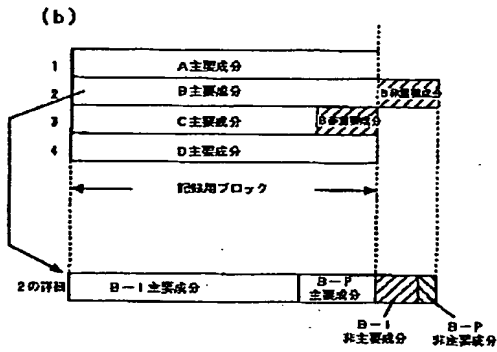 (b)
1 A主要成分
2 B主要成分 B非主要成分
3 C主要成分 B非主要成分
4 D主要成分
記録用ブロック
2の詳細 B-I主要成分 B-P
主要成分
B-I
非主要成分
B-P
非主要成分